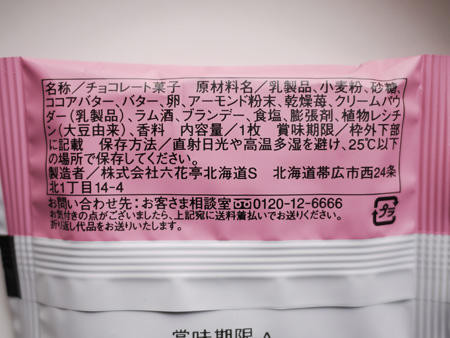 名称／チョコレート菓子　原材料名／乳製品、小麦粉、砂糖、
ココアバター、バター、卵、アーモンド粉末、乾燥苺、クリームパウ
ダー(乳製品)、ラム酒、ブランデー、食塩、膨張剤、植物レシチ
ン(大豆由来)、香料　内容量／1枚　賞味期限／枠外下部
に記載　保存方法／直射日光や高温多湿を避け、25℃以下
の場所で保存してください。
製造者／株式会社六花亭北海道S　北海道帯広市西24条
北1丁目14-4
お問い合わせ先：お客さま相談室 0120-12-6666
お気付きの点がございましたら、上記宛に送料着払いでお送りください。
折り返し代品をお送りいたします。
プラ
賞味期限